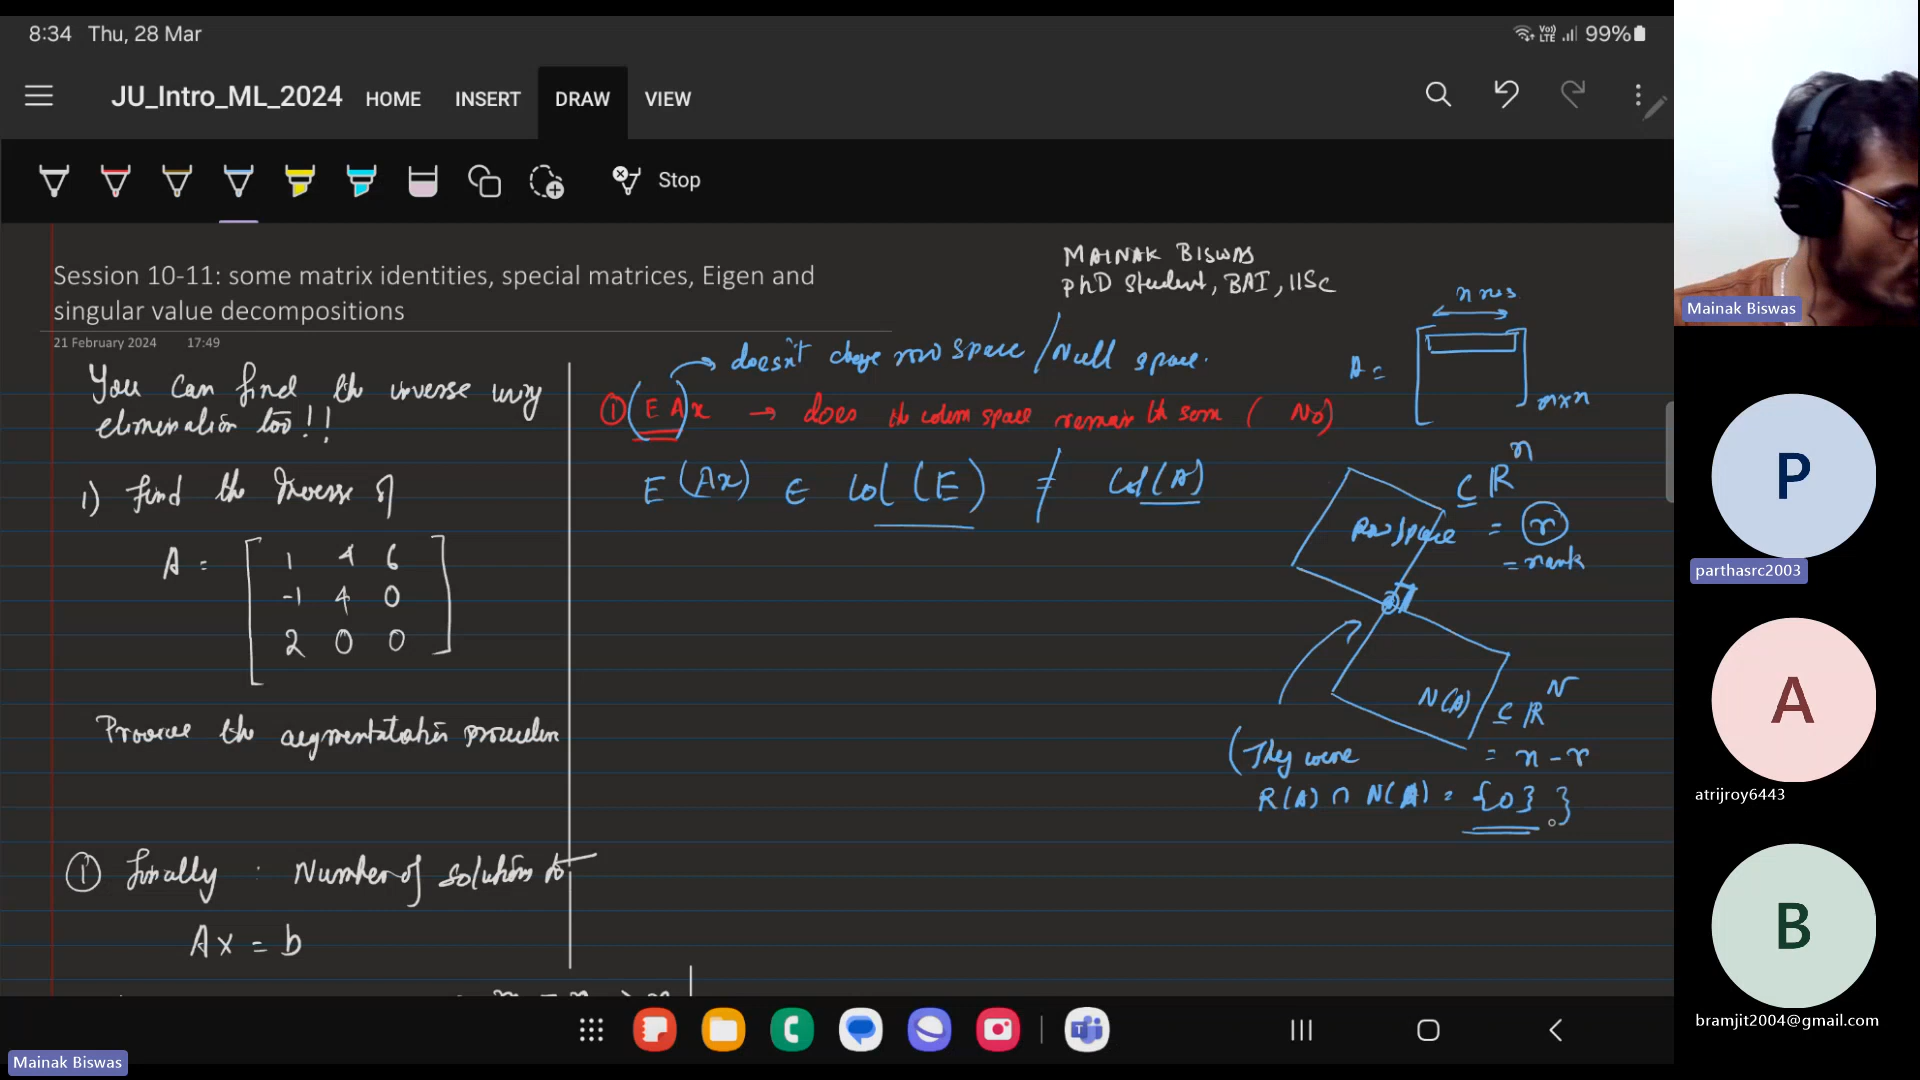 8:34 Thu, 28 Mar
Vo)) LTE 99%
JU_Intro_ML_2024 HOME INSERT DRAW VIEW
Stop
Session 10-11: some matrix identities, special matrices, Eigen and
singular value decompositions
21 February 2024 17:49
MAINAK BISWAS
PhD Student, BAI, IISc
You can find the inverse
elimination too!!
1) find the Inverse of
A = [ 1 4 6
-1 4 0
2 0 0 ]
the augmentation
① finally : Number of solutions to
Ax = b
doesn't change row space / Null space.
① (EA)x → does the column space remain the same ( No)
E (Ax) ∈ Col (E) ≠ Col(A)
A = m×n
Row space ⊆ R^n
= r
= rank
N(A) ⊆ R^N
= n - r
(They were
R(A) ∩ N(A) = {0} }
Mainak Biswas
parthasrc2003
atrijroy6443
bramjit2004@gmail.com
P
A
B
Mainak Biswas